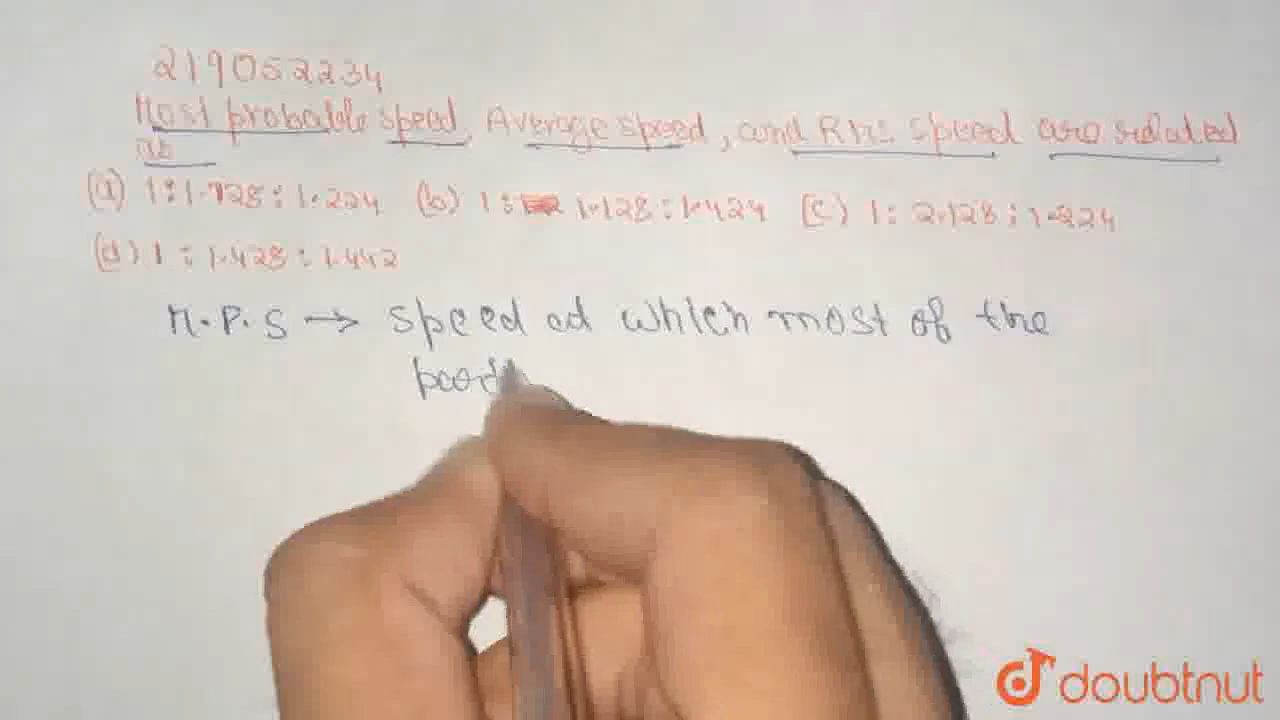 219052234
Most probable speed, Average speed, and Rms speed are related
as
(a) 1:1.128:1.224 (b) 1: 1.128:1.424 (c) 1:2.128:1.224
(d) 1:1.428:1.442
M.P.S → speed at which most of the
part
doubtnut